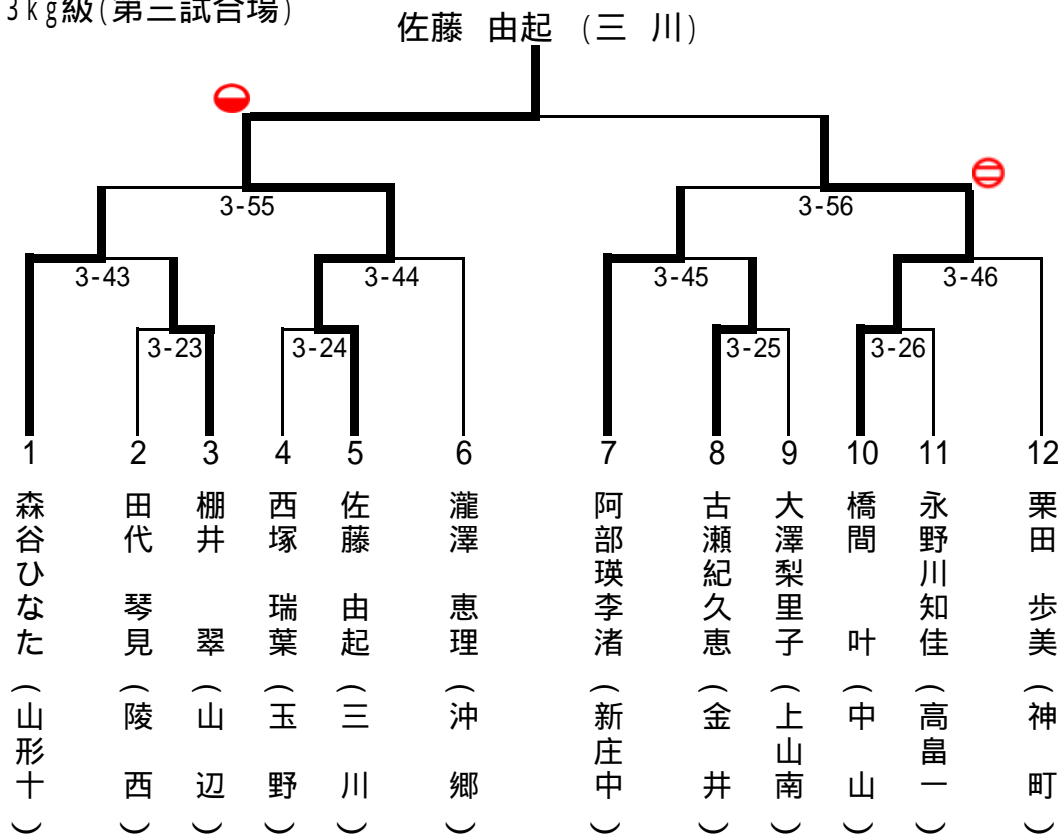 3kg級(第三試合場)
佐藤 由起 (三 川)
3-55
3-56
3-43
3-44
3-45
3-46
3-23
3-24
3-25
3-26
1
2
3
4
5
6
7
8
9
10
11
12
森谷ひなた(山形十)
田代 琴見(陵 西)
棚井 翠(山 辺)
西塚 瑞葉(玉 野)
佐藤 由起(三 川)
瀧澤 恵理(沖 郷)
阿部瑛李渚(新庄中)
古瀬紀久恵(金 井)
大澤梨里子(上山南)
橋間 叶(中 山)
永野川知佳(高畠一)
栗田 歩美(神 町)